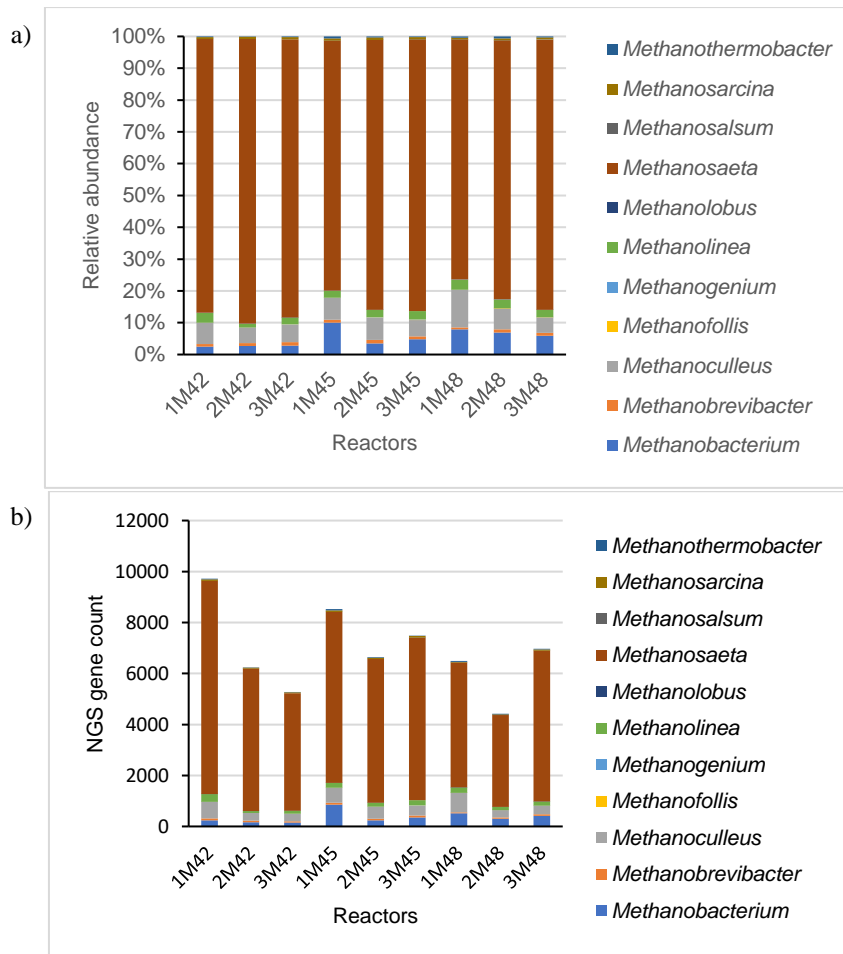 a)
100%
90%
80%
70%
60%
50%
40%
30%
20%
10%
0%
Relative abundance
1M42
2M42
3M42
1M45
2M45
3M45
1M48
2M48
3M48
Reactors
Methanothermobacter
Methanosarcina
Methanosalsum
Methanosaeta
Methanolobus
Methanolinea
Methanogenium
Methanofollis
Methanoculleus
Methanobrevibacter
Methanobacterium
b)
12000
10000
8000
6000
4000
2000
0
NGS gene count
1M42
2M42
3M42
1M45
2M45
3M45
1M48
2M48
3M48
Reactors
Methanothermobacter
Methanosarcina
Methanosalsum
Methanosaeta
Methanolobus
Methanolinea
Methanogenium
Methanofollis
Methanoculleus
Methanobrevibacter
Methanobacterium